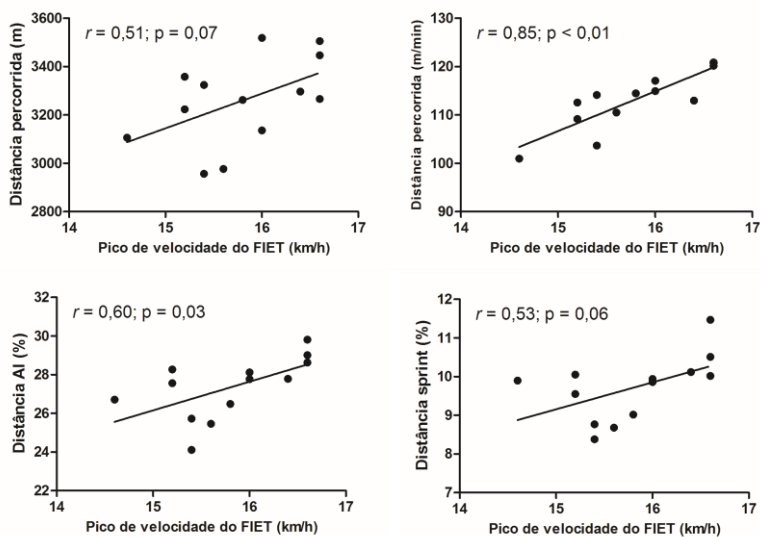 Distância percorrida (m)
3600
3400
3200
3000
2800
r = 0,51; p = 0,07
14 15 16 17
Pico de velocidade do FIET (km/h)
Distância percorrida (m/min)
120
110
100
90
r = 0,85; p < 0,01
14 15 16 17
Pico de velocidade do FIET (km/h)
Distância AI (%)
32
30
28
26
24
22
r = 0,60; p = 0,03
14 15 16 17
Pico de velocidade do FIET (km/h)
Distância sprint (%)
12
11
10
9
8
7
r = 0,53; p = 0,06
14 15 16 17
Pico de velocidade do FIET (km/h)